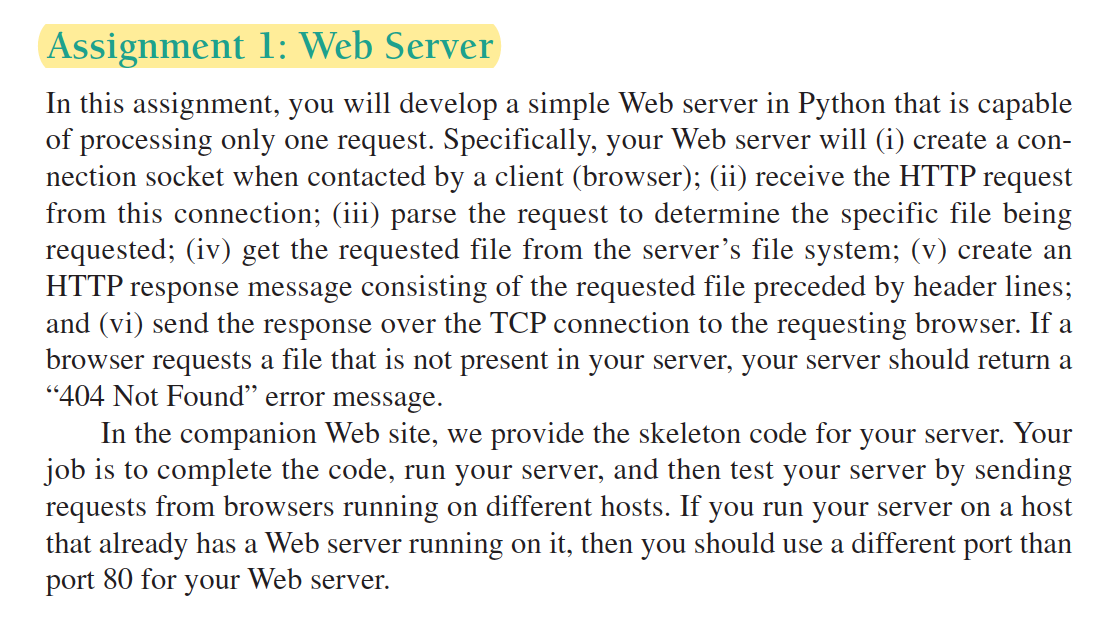 Assignment 1: Web Server
In this assignment, you will develop a simple Web server in Python that is capable
of processing only one request. Specifically, your Web server will (i) create a con-
nection socket when contacted by a client (browser); (ii) receive the HTTP request
from this connection; (iii) parse the request to determine the specific file being
requested; (iv) get the requested file from the server’s file system; (v) create an
HTTP response message consisting of the requested file preceded by header lines;
and (vi) send the response over the TCP connection to the requesting browser. If a
browser requests a file that is not present in your server, your server should return a
“404 Not Found” error message.
In the companion Web site, we provide the skeleton code for your server. Your
job is to complete the code, run your server, and then test your server by sending
requests from browsers running on different hosts. If you run your server on a host
that already has a Web server running on it, then you should use a different port than
port 80 for your Web server.